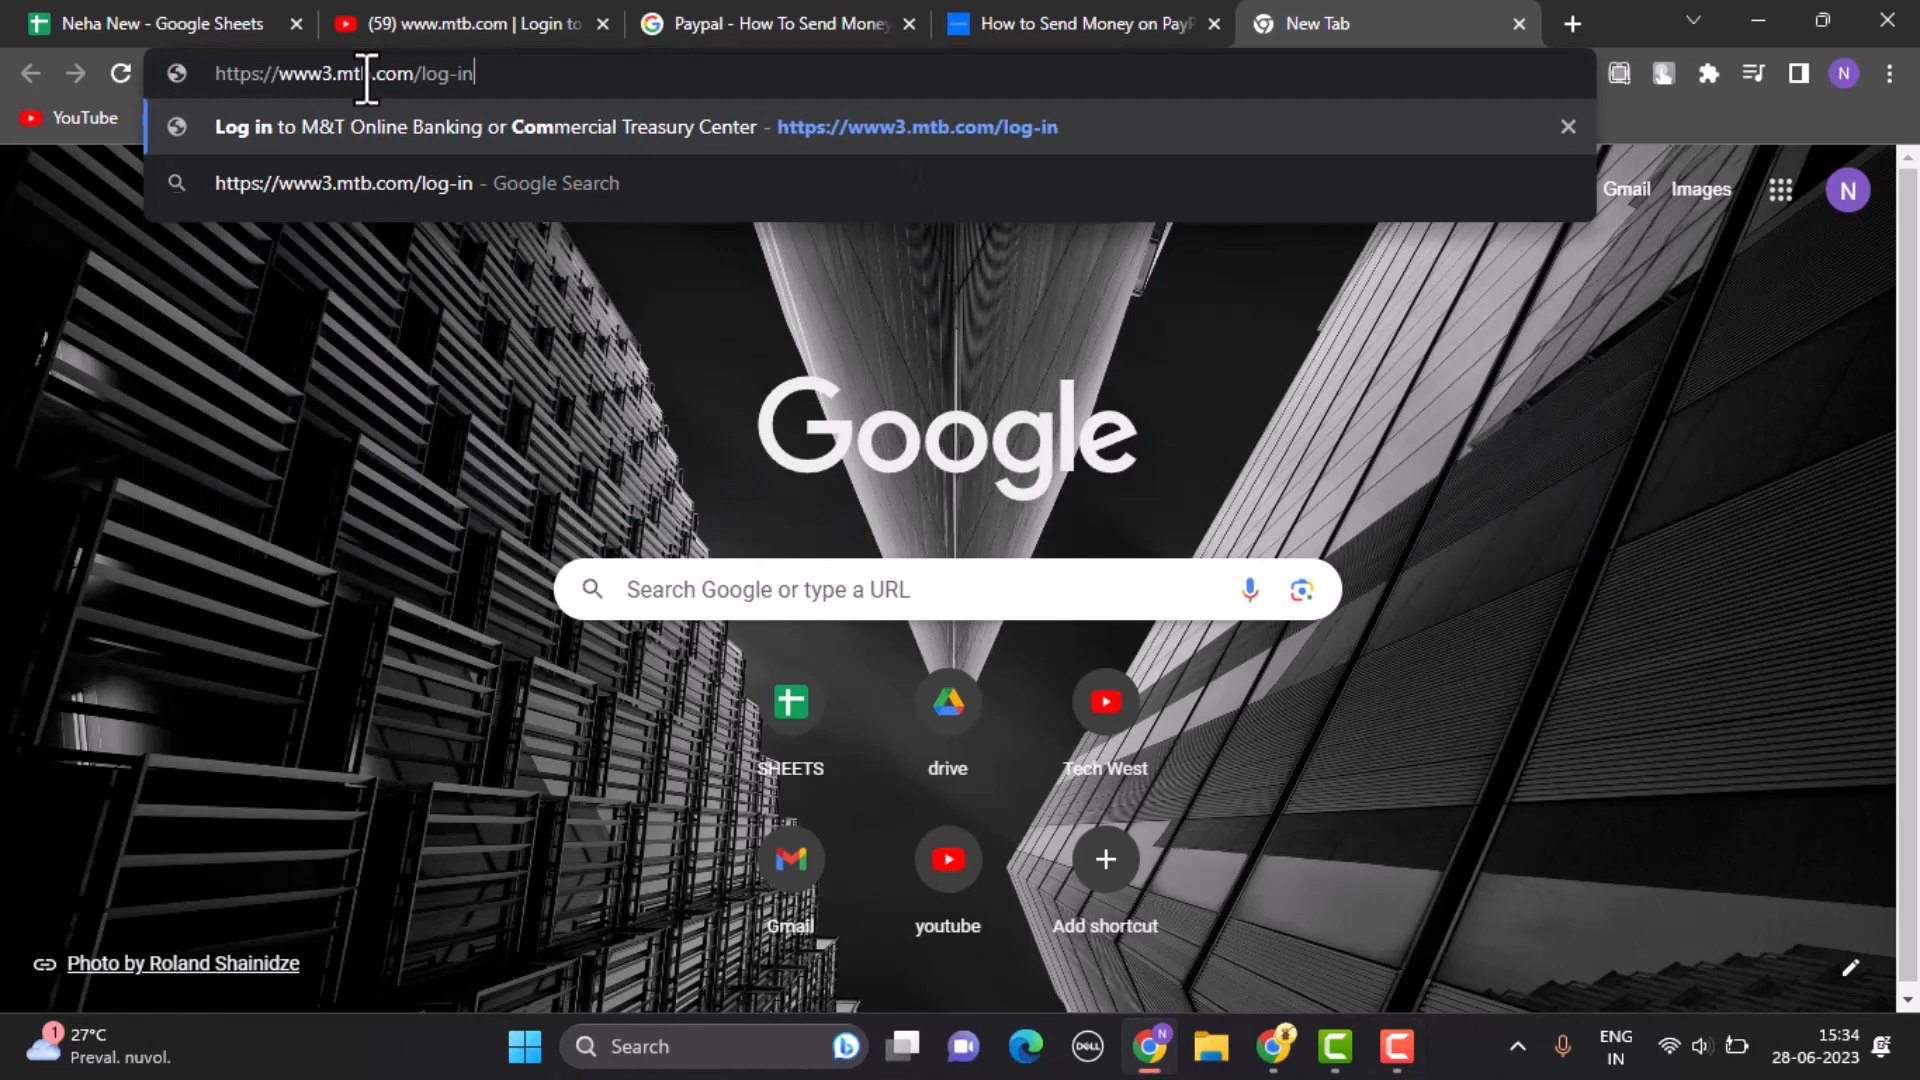 Neha New - Google Sheets
(59) www.mtb.com | Login to
Paypal - How To Send Money
How to Send Money on PayP
New Tab
https://www3.mtb.com/log-in
N
YouTube
Log in to M&T Online Banking or Commercial Treasury Center - https://www3.mtb.com/log-in
https://www3.mtb.com/log-in - Google Search
Gmail
Images
N
Google
Search Google or type a URL
SHEETS
drive
Tech West
Gmail
youtube
Add shortcut
Photo by Roland Shainidze
1
27°C
Preval. nuvol.
Search
DELL
N
ENG
IN
15:34
28-06-2023